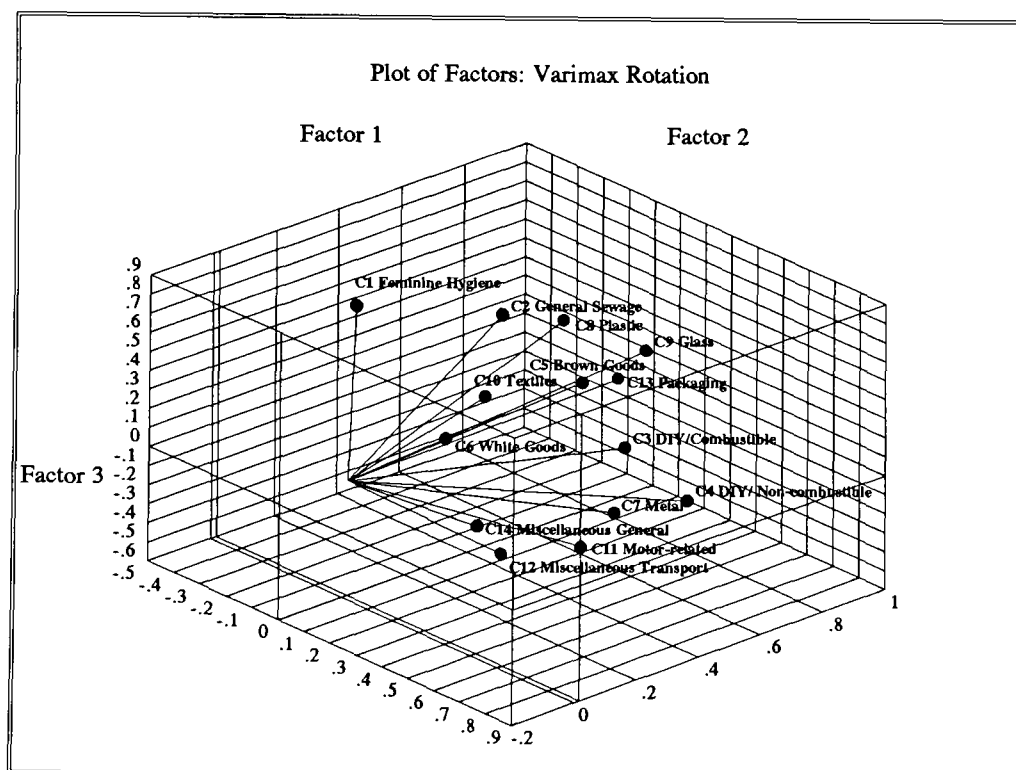 Plot of Factors: Varimax Rotation
Factor 1
Factor 2
.9
.8
.7
.6
.5
.4
.3
.2
.1
0
-.1
-.2
-.3
-.4
-.5
-.6
Factor 3
C1 Feminine Hygiene
C2 General Sewage
C8 Plastic
C9 Glass
C5 Brown Goods
C13 Packaging
C10 Textiles
C6 White Goods
C3 DIY/Combustible
C4 DIY/ Non-combustible
C7 Metal
C14 Miscellaneous General
C11 Motor-related
C12 Miscellaneous Transport
-.5
-.4
-.3
-.2
-.1
0
.1
.2
.3
.4
.5
.6
.7
.8
.9
-.2
0
.2
.4
.6
.8
1